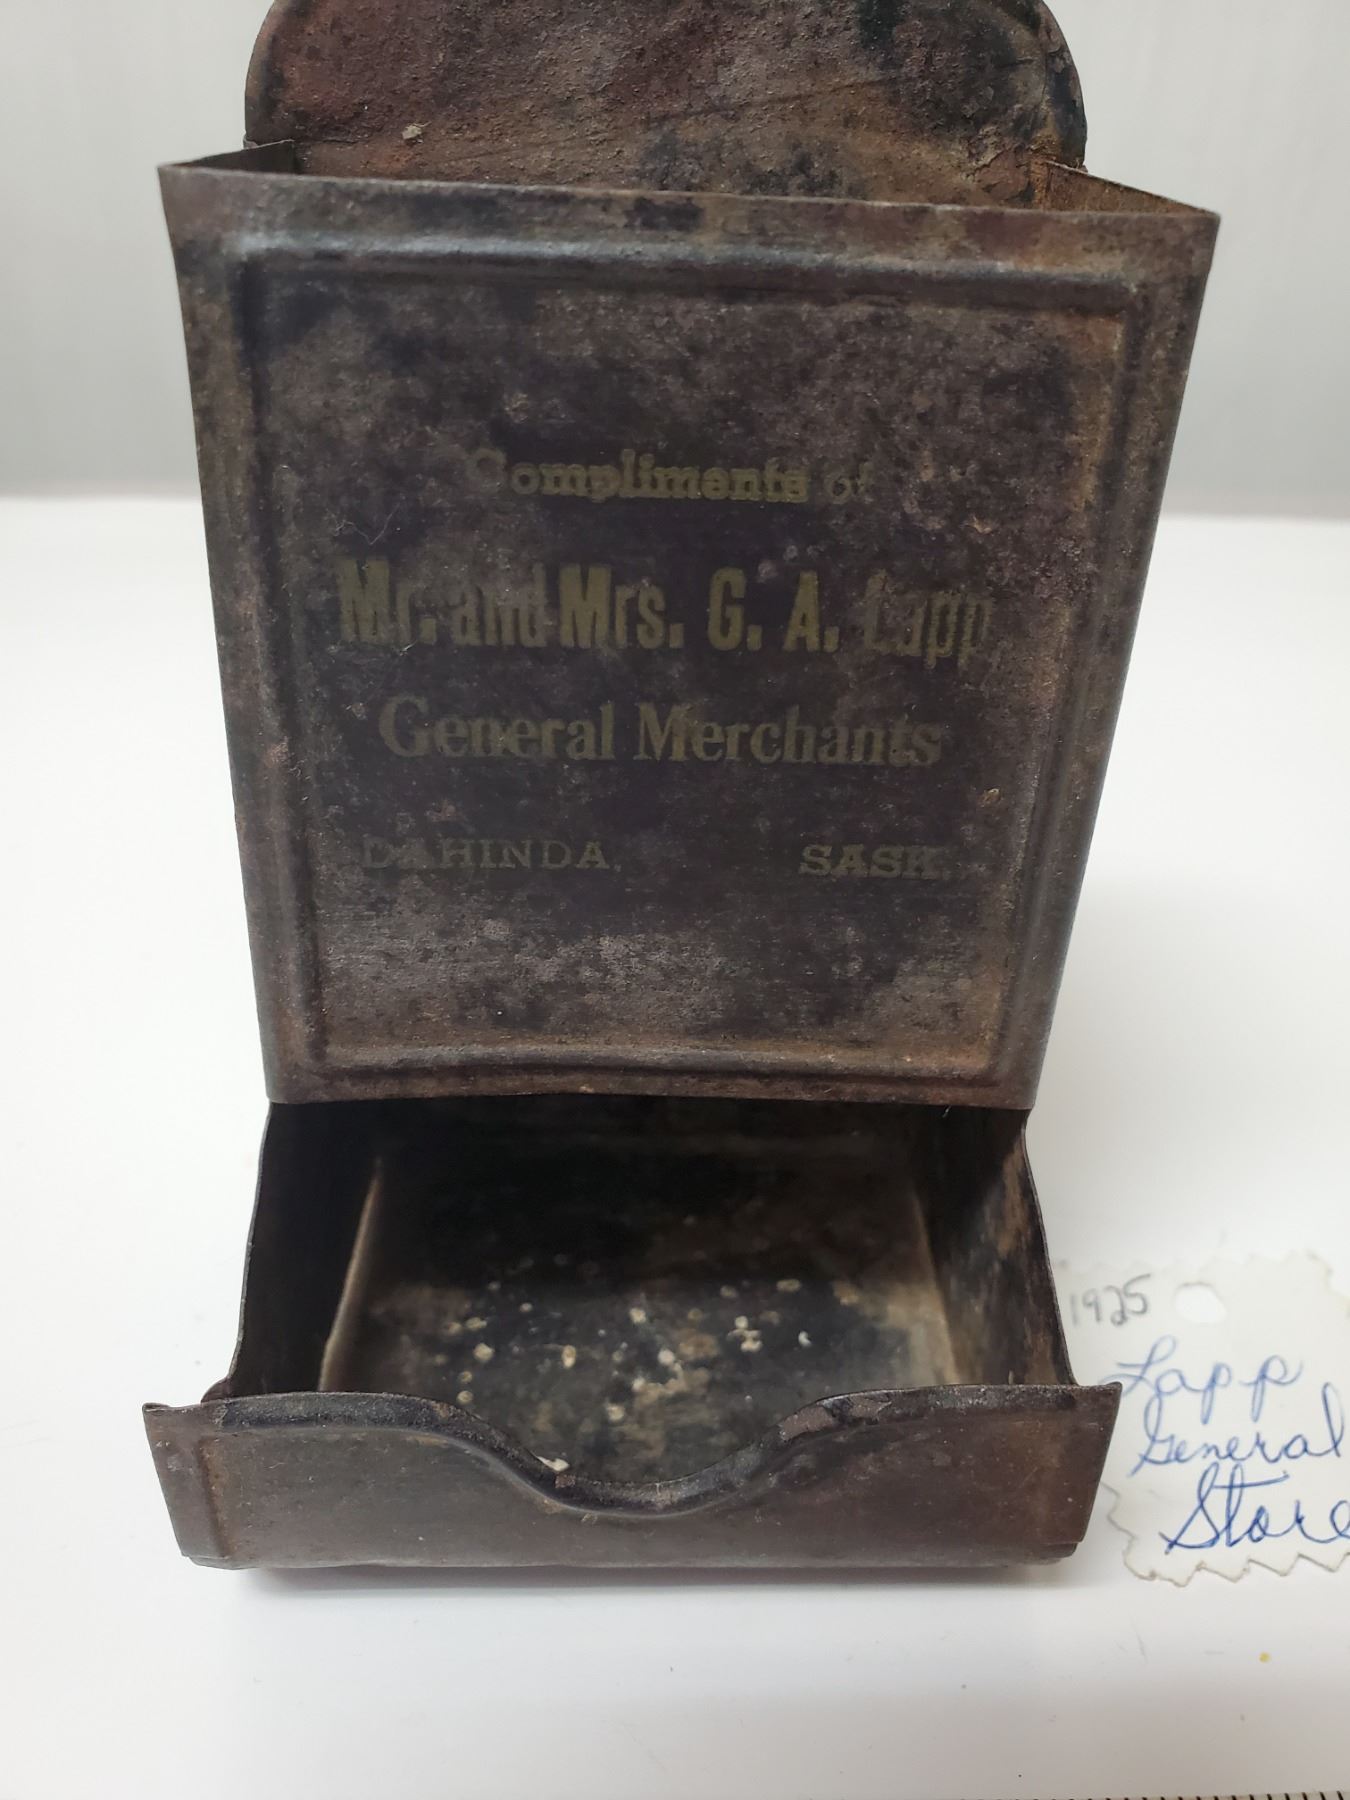 Compliments of
Mr. and Mrs. G. A. Lapp,
General Merchants
DAHINDA, SASK.
1925
Lapp
General
Store